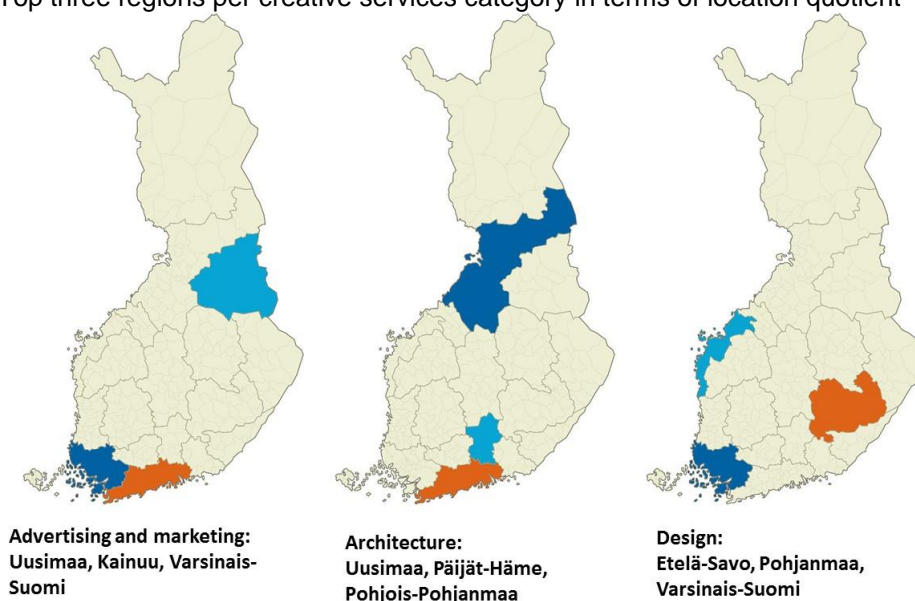 Top three regions per creative services category in terms of location quotient
Advertising and marketing:
Uusimaa, Kainuu, Varsinais-
Suomi
Architecture:
Uusimaa, Päijät-Häme,
Pohjois-Pohjanmaa
Design:
Etelä-Savo, Pohjanmaa,
Varsinais-Suomi